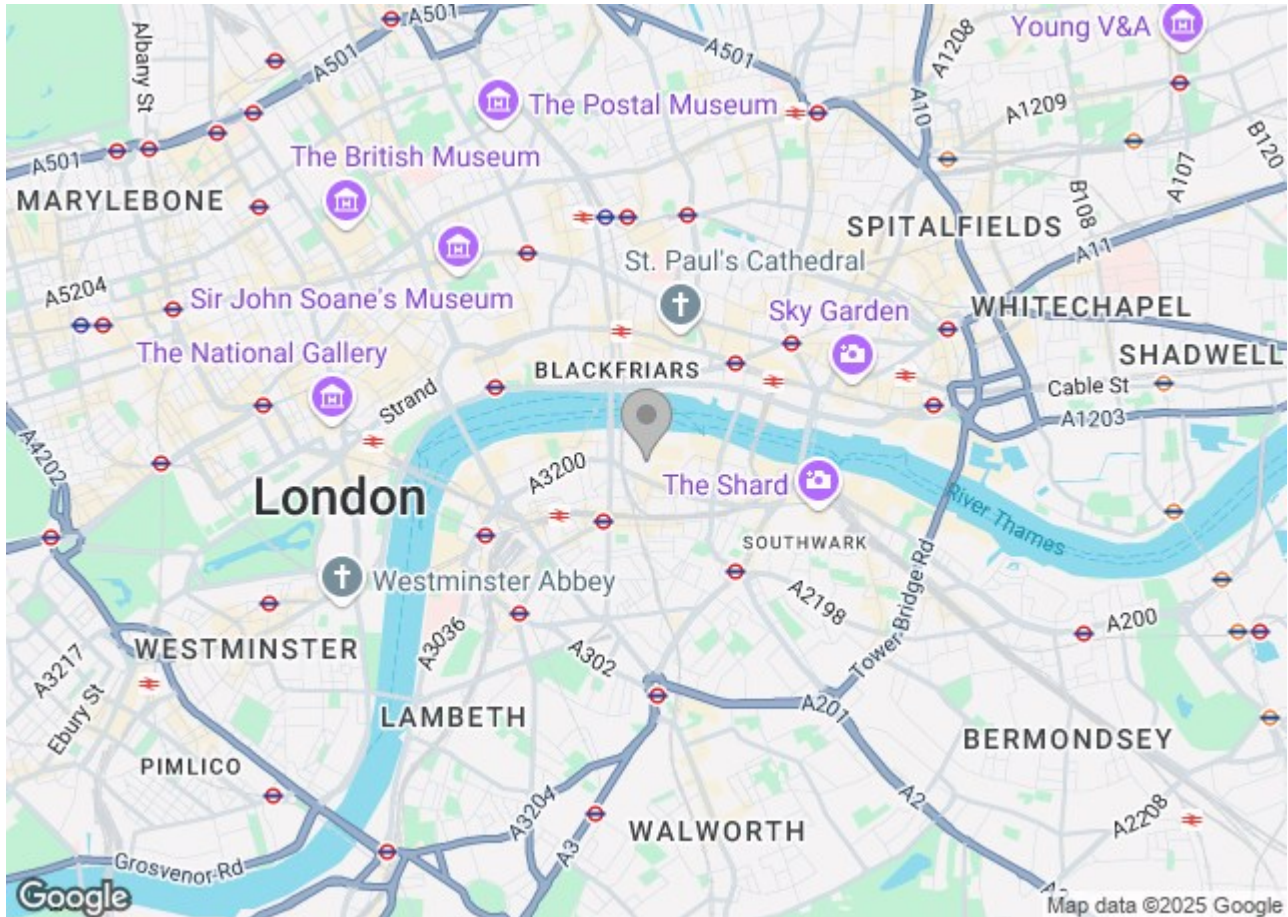 A501
Young V&A
Albany St
A501
A501
A1208
A10
The Postal Museum
A1209
B120
A501
The British Museum
A107
MARYLEBONE
B108
SPITALFIELDS
A11
St. Paul's Cathedral
A5204
Sir John Soane's Museum
Sky Garden
WHITECHAPEL
The National Gallery
SHADWELL
BLACKFRIARS
Cable St
Strand
A1203
A4202
A3200
The Shard
London
River Thames
SOUTHWARK
Westminster Abbey
A2198
Tower Bridge Rd
A200
A3036
WESTMINSTER
A302
A3217
Ebury St
LAMBETH
A201
BERMONDSEY
PIMLICO
A3204
A2
A2208
A3
WALWORTH
Grosvenor Rd
Google
Map data ©2025 Google